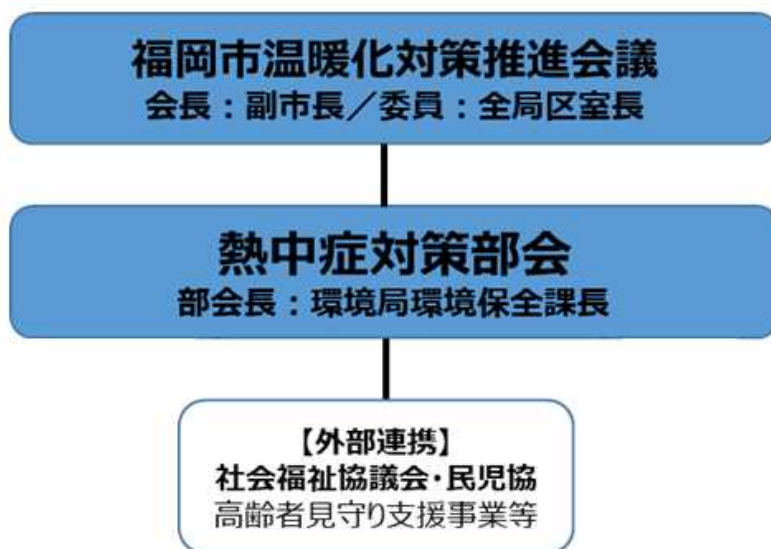 福岡市温暖化対策推進会議
会長：副市長／委員：全局区室長
熱中症対策部会
部会長：環境局環境保全課長
【外部連携】
社会福祉協議会・民児協
高齢者見守り支援事業等